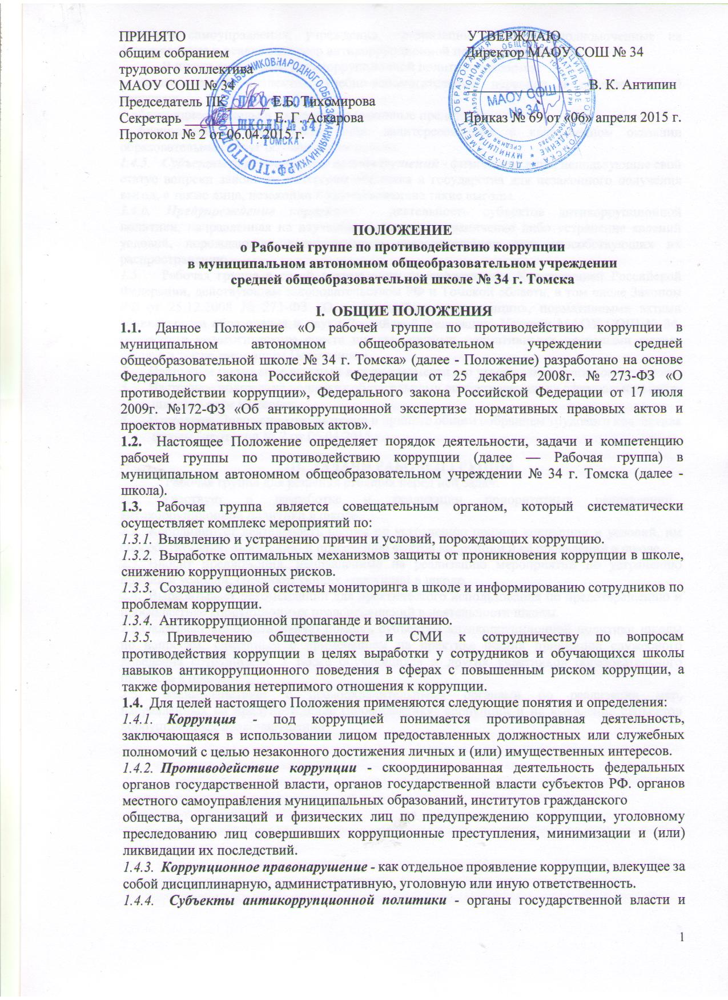 ПРИНЯТО
общим собранием
трудового коллектива
МАОУ СОШ № 34
Председатель ПК ______ Е.Б. Тихомирова
Секретарь ____________ Е. Г. Аскарова
Протокол № 2 от 06.04.2015 г.
ПРОФКОМ
ШКОЛЫ № 34
Г. ТОМСКА
УТВЕРЖДАЮ
Директор МАОУ СОШ № 34
__________________ В. К. Антипин
Приказ № 69 от «06» апреля 2015 г.
МАОУ СОШ
№ 34
ПОЛОЖЕНИЕ
о Рабочей группе по противодействию коррупции
в муниципальном автономном общеобразовательном учреждении
средней общеобразовательной школе № 34 г. Томска
I. ОБЩИЕ ПОЛОЖЕНИЯ
1.1. Данное Положение «О рабочей группе по противодействию коррупции в
муниципальном автономном общеобразовательном учреждении средней
общеобразовательной школе № 34 г. Томска» (далее - Положение) разработано на основе
Федерального закона Российской Федерации от 25 декабря 2008г. № 273-ФЗ «О
противодействии коррупции», Федерального закона Российской Федерации от 17 июля
2009г. №172-ФЗ «Об антикоррупционной экспертизе нормативных правовых актов и
проектов нормативных правовых актов».
1.2. Настоящее Положение определяет порядок деятельности, задачи и компетенцию
рабочей группы по противодействию коррупции (далее — Рабочая группа) в
муниципальном автономном общеобразовательном учреждении № 34 г. Томска (далее -
школа).
1.3. Рабочая группа является совещательным органом, который систематически
осуществляет комплекс мероприятий по:
1.3.1. Выявлению и устранению причин и условий, порождающих коррупцию.
1.3.2. Выработке оптимальных механизмов защиты от проникновения коррупции в школе,
снижению коррупционных рисков.
1.3.3. Созданию единой системы мониторинга в школе и информированию сотрудников по
проблемам коррупции.
1.3.4. Антикоррупционной пропаганде и воспитанию.
1.3.5. Привлечению общественности и СМИ к сотрудничеству по вопросам
противодействия коррупции в целях выработки у сотрудников и обучающихся школы
навыков антикоррупционного поведения в сферах с повышенным риском коррупции, а
также формирования нетерпимого отношения к коррупции.
1.4. Для целей настоящего Положения применяются следующие понятия и определения:
1.4.1. Коррупция - под коррупцией понимается противоправная деятельность,
заключающаяся в использовании лицом предоставленных должностных или служебных
полномочий с целью незаконного достижения личных и (или) имущественных интересов.
1.4.2. Противодействие коррупции - скоординированная деятельность федеральных
органов государственной власти, органов государственной власти субъектов РФ. органов
местного самоуправления муниципальных образований, институтов гражданского
общества, организаций и физических лиц по предупреждению коррупции, уголовному
преследованию лиц совершивших коррупционные преступления, минимизации и (или)
ликвидации их последствий.
1.4.3. Коррупционное правонарушение - как отдельное проявление коррупции, влекущее за
собой дисциплинарную, административную, уголовную или иную ответственность.
1.4.4. Субъекты антикоррупционной политики - органы государственной власти и
1